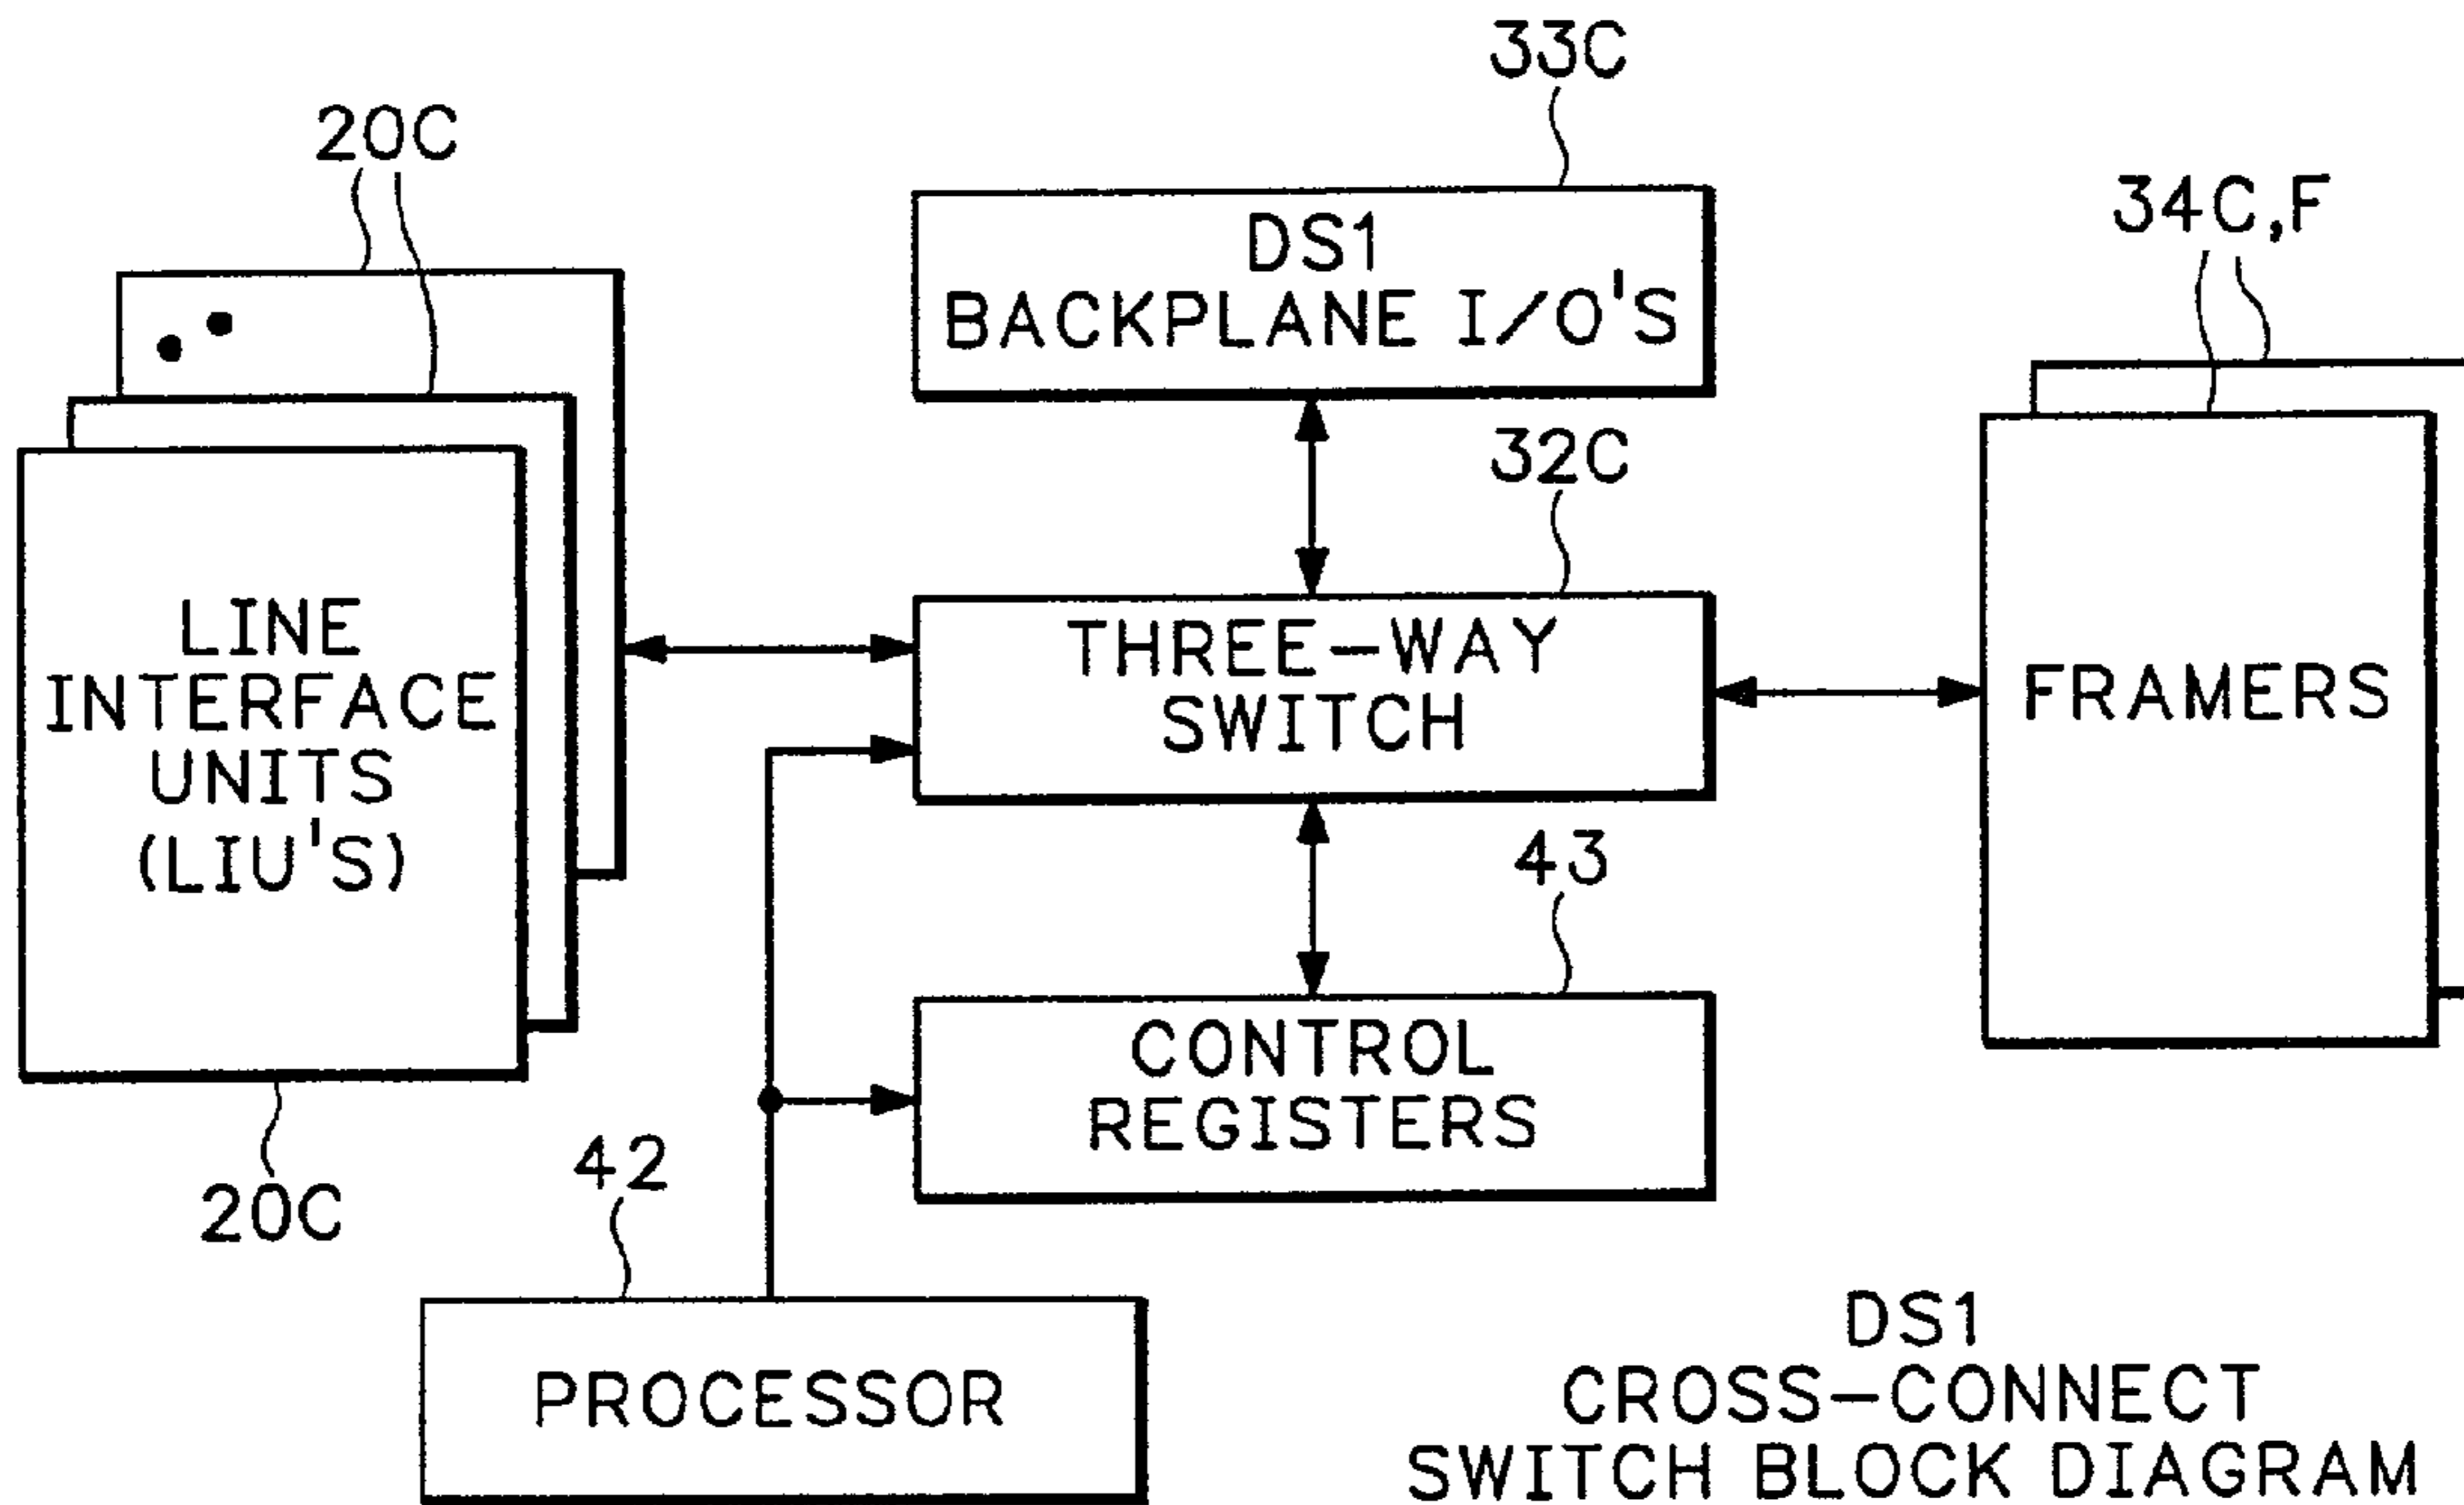 33C
20C
34C,F
DS1
BACKPLANE I/O'S
32C
LINE
INTERFACE
UNITS
(LIU'S)
THREE-WAY
SWITCH
FRAMERS
43
CONTROL
REGISTERS
42
20C
PROCESSOR
DS1
CROSS-CONNECT
SWITCH BLOCK DIAGRAM